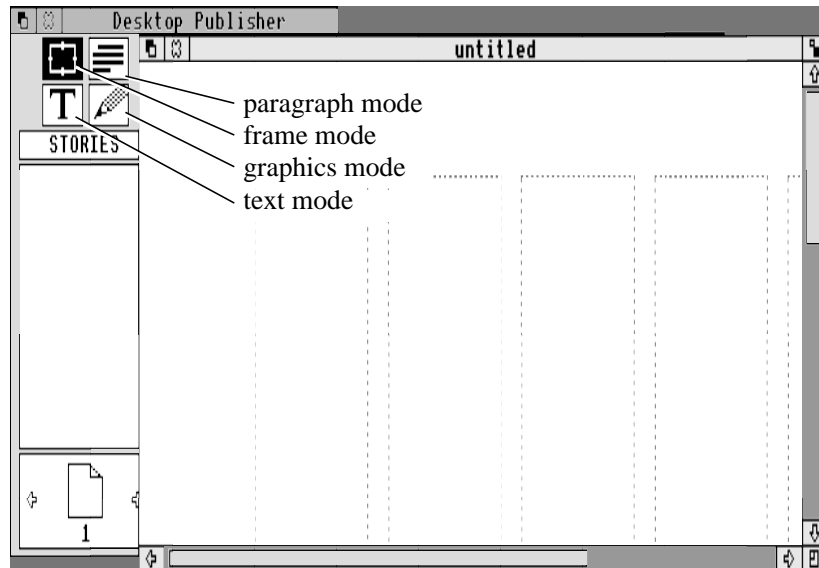 Desktop Publisher
untitled
paragraph mode
frame mode
graphics mode
text mode
T
STORIES
1